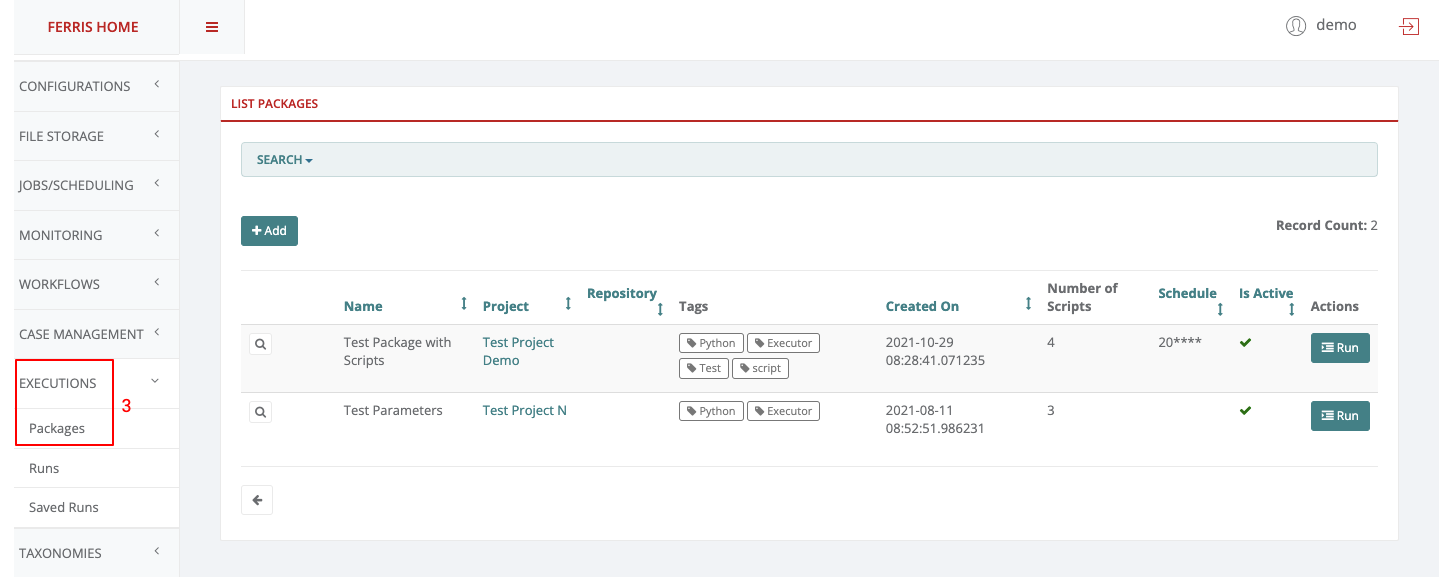 FERRIS HOME
demo
CONFIGURATIONS
FILE STORAGE
JOBS/SCHEDULING
MONITORING
WORKFLOWS
CASE MANAGEMENT
EXECUTIONS
3
Packages
Runs
Saved Runs
TAXONOMIES
LIST PACKAGES
SEARCH
Add
Record Count: 2
Name Project Repository Tags Created On Number of Scripts Schedule Is Active Actions
Test Package with Scripts
Test Project Demo
Python Executor
Test script
2021-10-29
08:28:41.071235
4
20****
Run
Test Parameters
Test Project N
Python Executor
2021-08-11
08:52:51.986231
3
Run